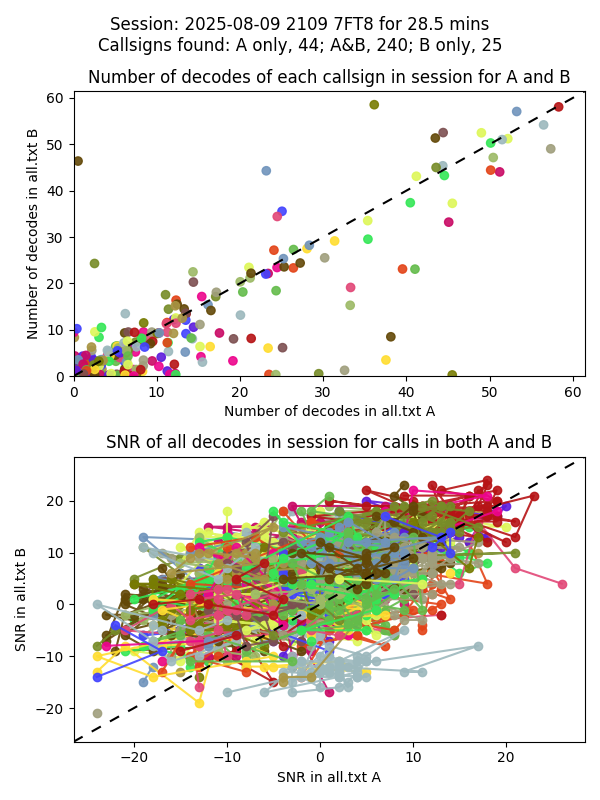 Session: 2025-08-09 2109 7FT8 for 28.5 mins
Callsigns found: A only, 44; A&B, 240; B only, 25
Number of decodes of each callsign in session for A and B
60
50
40
30
20
10
0
Number of decodes in all.txt B
0 10 20 30 40 50 60
Number of decodes in all.txt A
SNR of all decodes in session for calls in both A and B
20
10
0
−10
−20
SNR in all.txt B
−20 −10 0 10 20
SNR in all.txt A